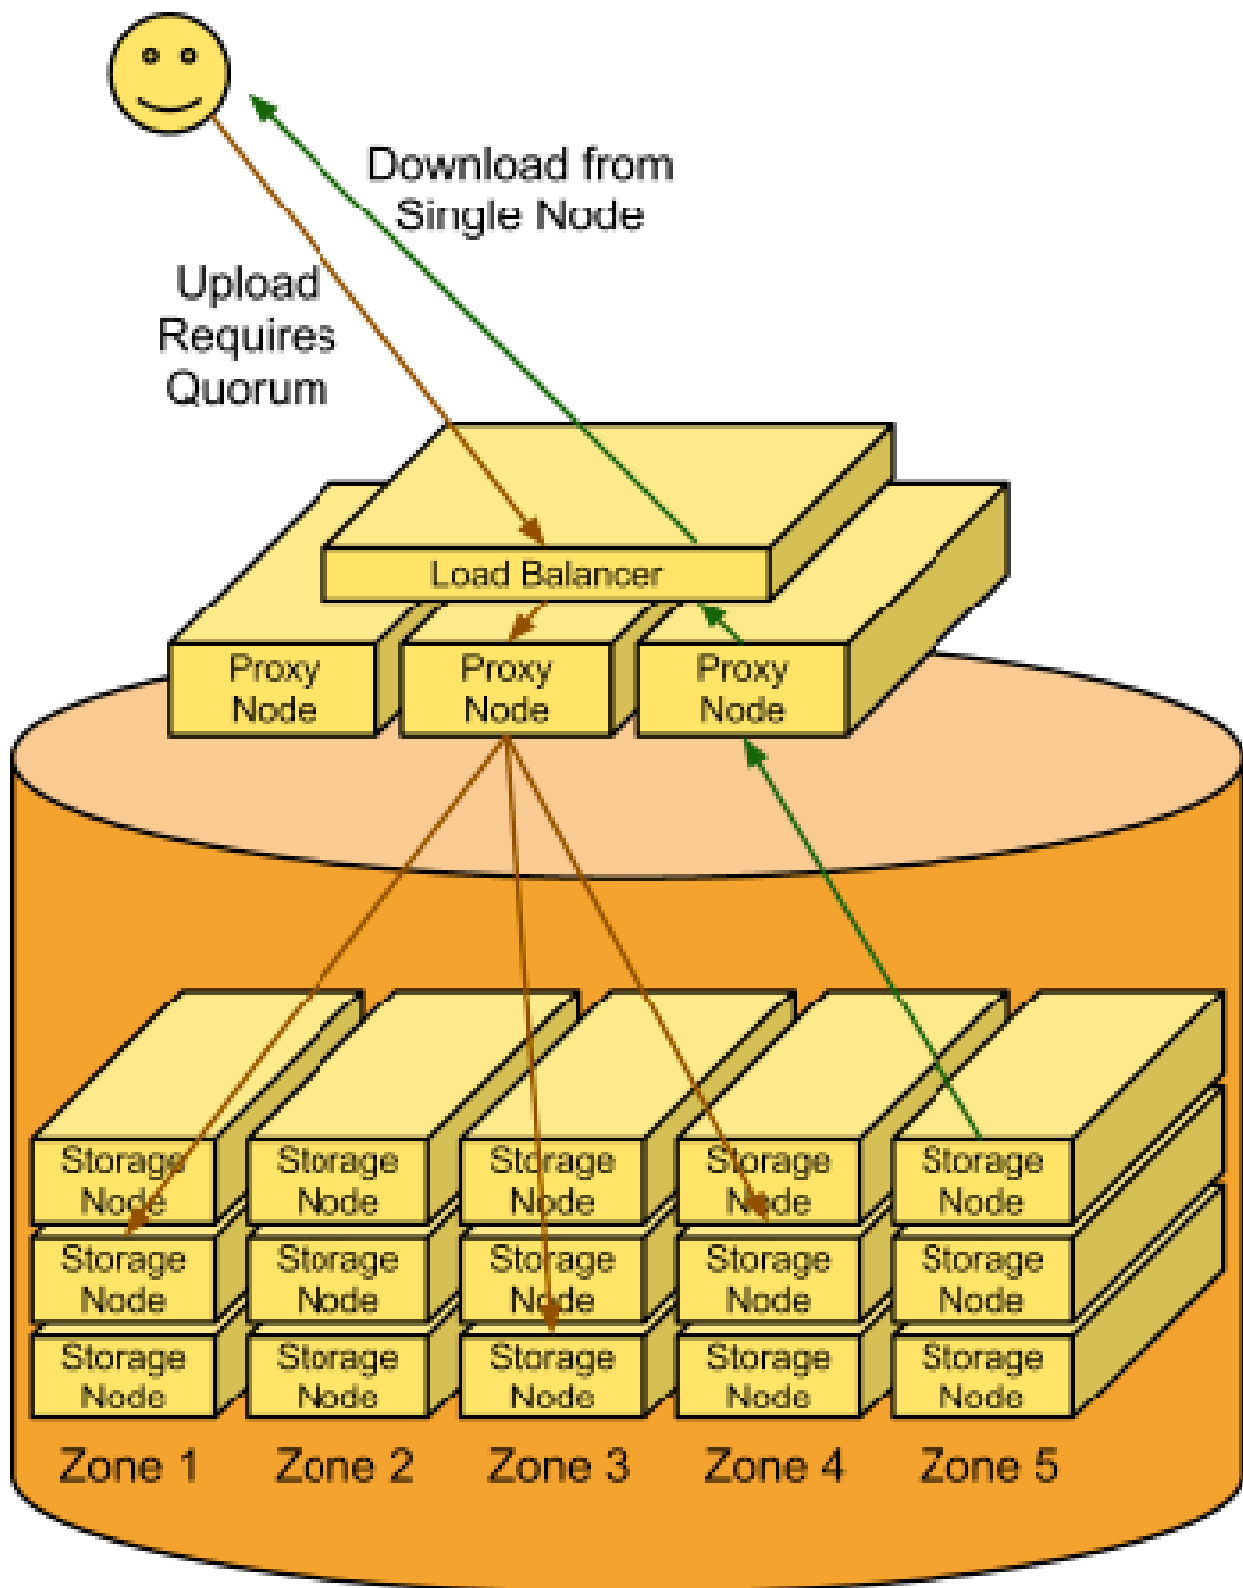 Download from
Single Node
Upload
Requires
Quorum
Load Balancer
Proxy
Node
Proxy
Node
Proxy
Node
Storage
Node
Storage
Node
Storage
Node
Storage
Node
Storage
Node
Storage
Node
Storage
Node
Storage
Node
Storage
Node
Storage
Node
Storage
Node
Storage
Node
Storage
Node
Storage
Node
Storage
Node
Zone 1
Zone 2
Zone 3
Zone 4
Zone 5